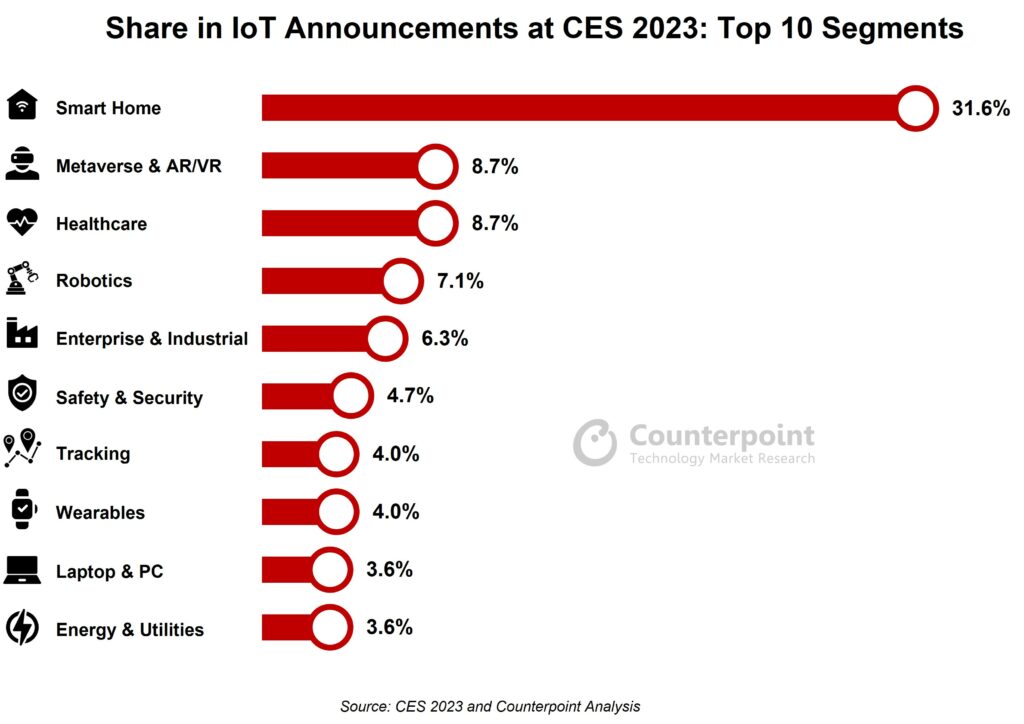 Share in IoT Announcements at CES 2023: Top 10 Segments
Smart Home 31.6%
Metaverse & AR/VR 8.7%
Healthcare 8.7%
Robotics 7.1%
Enterprise & Industrial 6.3%
Safety & Security 4.7%
Tracking 4.0%
Wearables 4.0%
Laptop & PC 3.6%
Energy & Utilities 3.6%
Counterpoint
Technology Market Research
Source: CES 2023 and Counterpoint Analysis